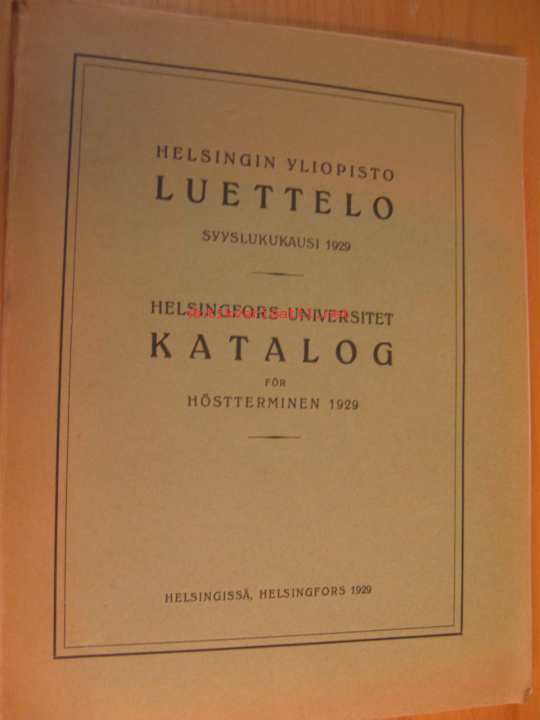 HELSINGIN YLIOPISTO
LUETTELO
SYYSLUKUKAUSI 1929
HELSINGFORS UNIVERSITET
KATALOG
FÖR
HÖSTTERMINEN 1929
HELSINGISSÄ, HELSINGFORS 1929